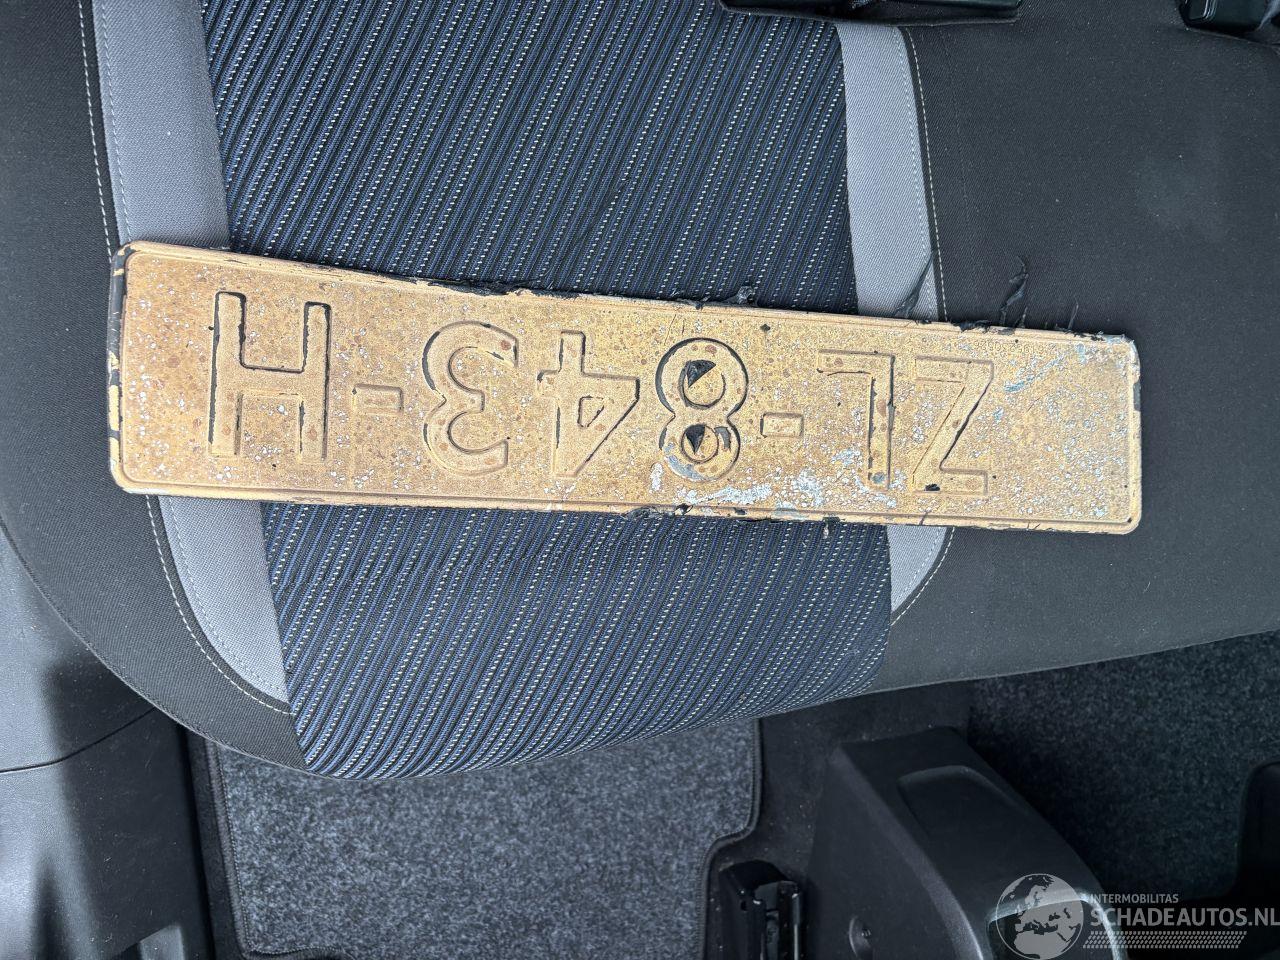 ZL-843-H
INTERMOBILITAS
SCHADEAUTOS.NL